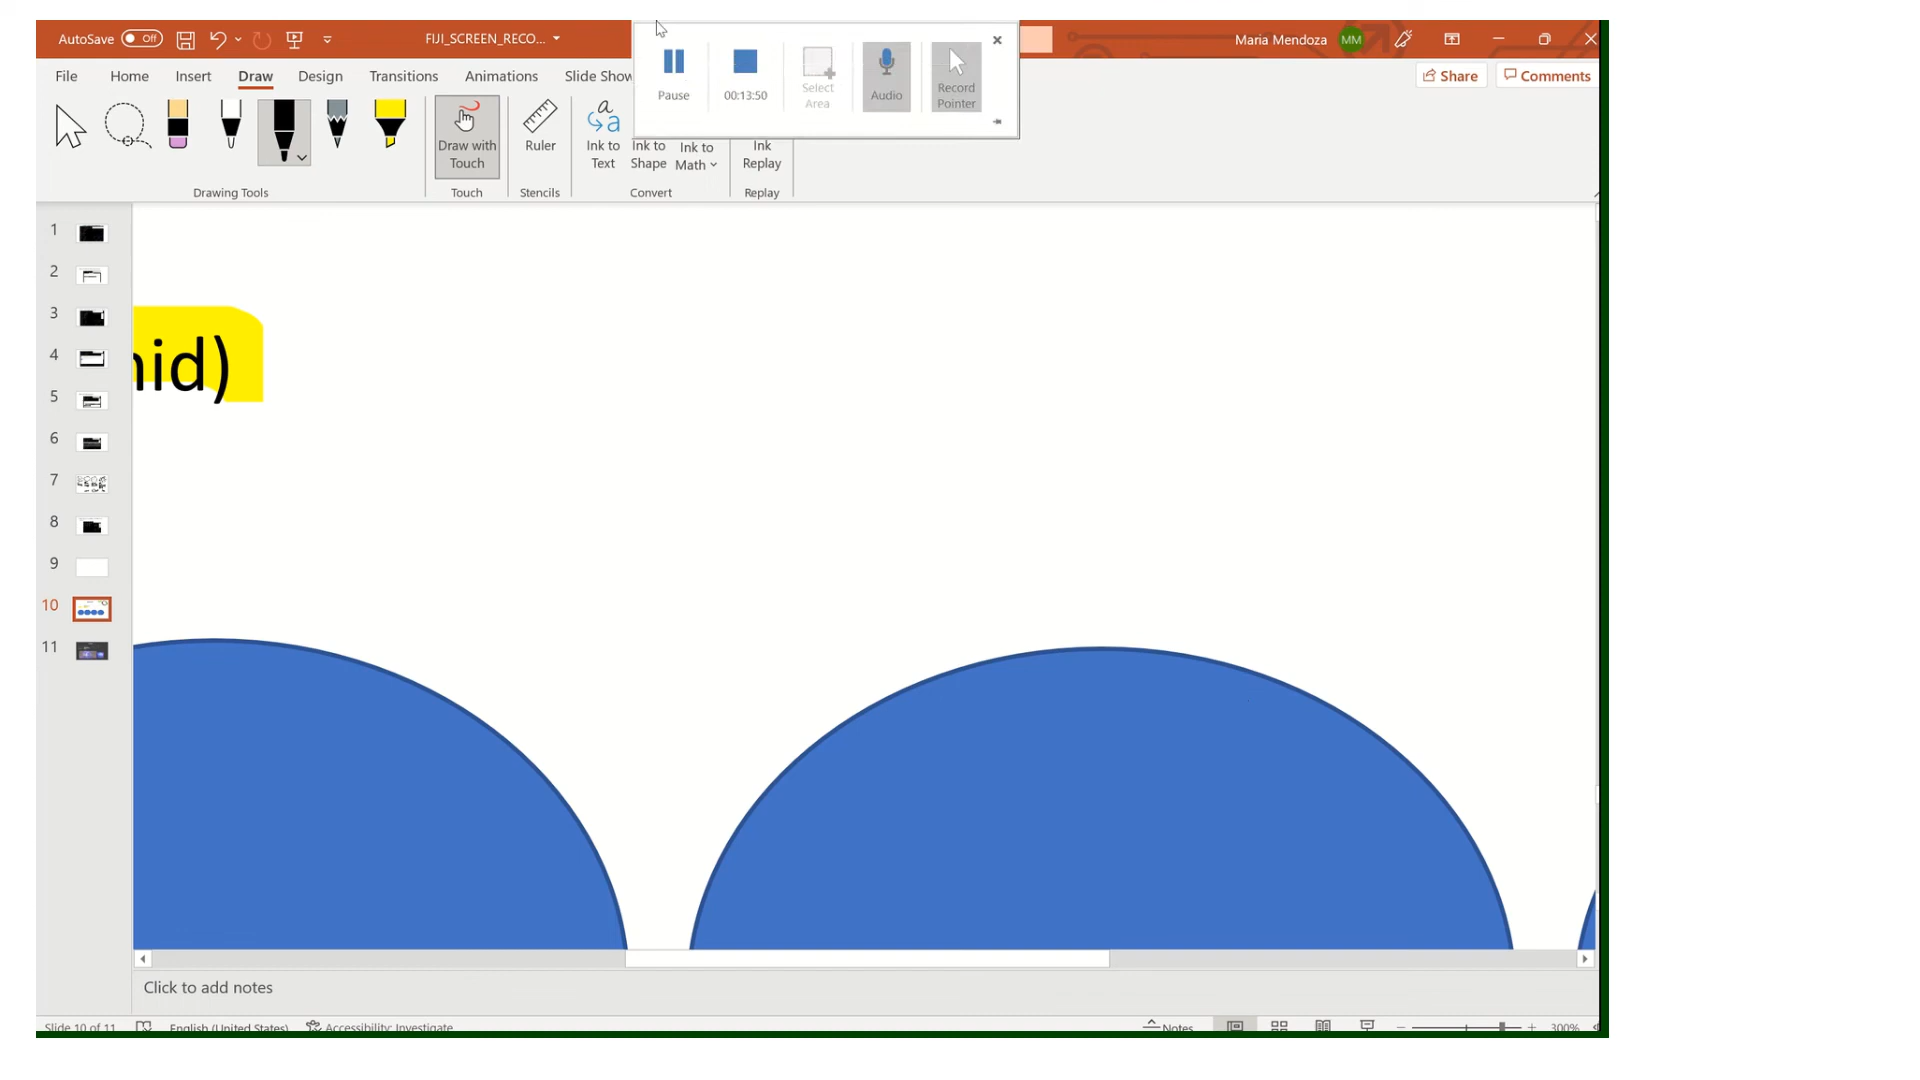 AutoSave Off FIJI_SCREEN_RECO... Maria Mendoza MM
File Home Insert Draw Design Transitions Animations Slide Show Share Comments
Pause 00:13:50 Select Area Audio Record Pointer
Draw with Touch Ruler Ink to Text Ink to Shape Ink to Math Ink Replay
Drawing Tools Touch Stencils Convert Replay
1
2
3
4
5
6
7
8
9
10
11
nid)
Click to add notes
Slide 10 of 11 English (United States) Accessibility: Investigate Notes 300%